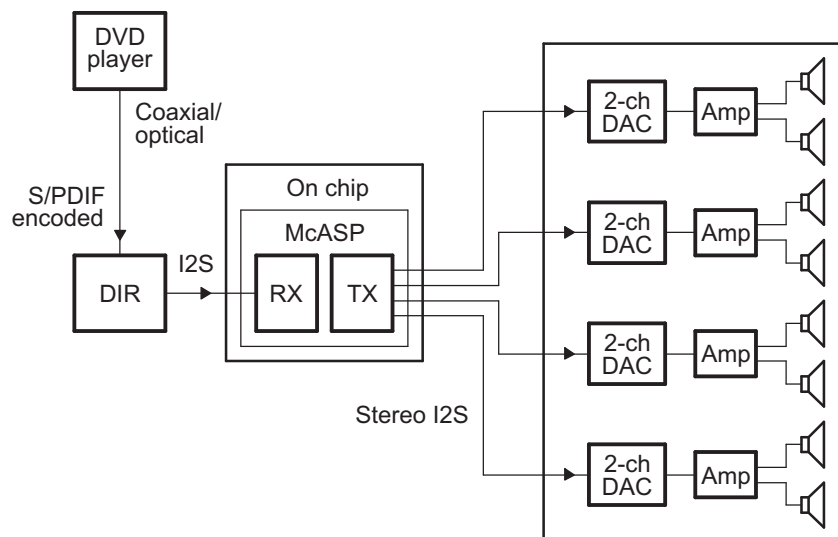 DVD
player
Coaxial/
optical
S/PDIF
encoded
DIR
I2S
On chip
McASP
RX
TX
Stereo I2S
2-ch
DAC
Amp
2-ch
DAC
Amp
2-ch
DAC
Amp
2-ch
DAC
Amp